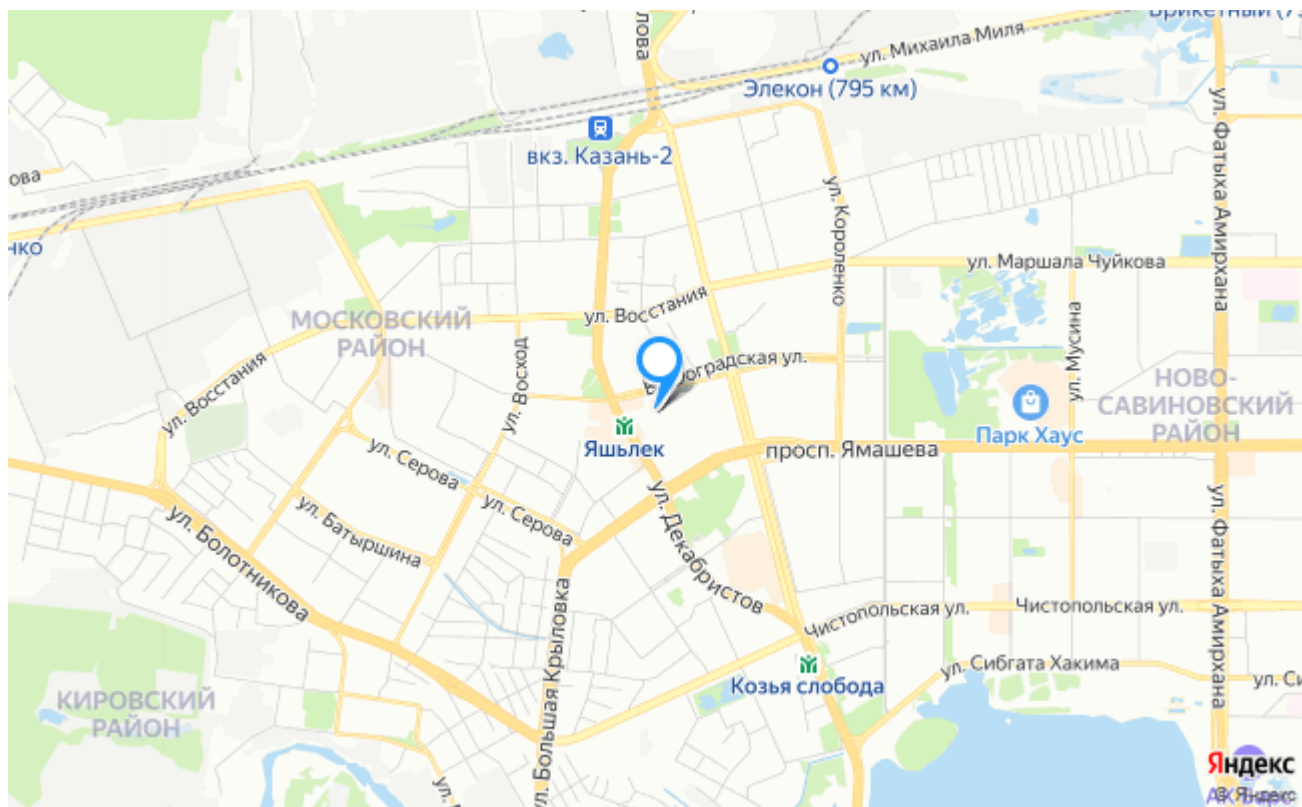 ул. Михаила Миля
Элекон (795 км)
вкз. Казань-2
ул. Фатыха Амирхана
ул. Короленко
ул. Маршала Чуйкова
ул. Восстания
МОСКОВСКИЙ
РАЙОН
ул. Мусина
ул. Восход
ул. Восстания
НОВО-
САВИНОВСКИЙ
РАЙОН
Парк Хаус
Яшьлек
просп. Ямашева
ул. Серова
ул. Серова
ул. Батыршина
ул. Болотникова
ул. Декабристов
ул. Фатыха Амирхана
ул. Большая Крыловка
Чистопольская ул.
Чистопольская ул.
ул. Сибгата Хакима
Козья слобода
КИРОВСКИЙ
РАЙОН
Яндекс
© Яндекс